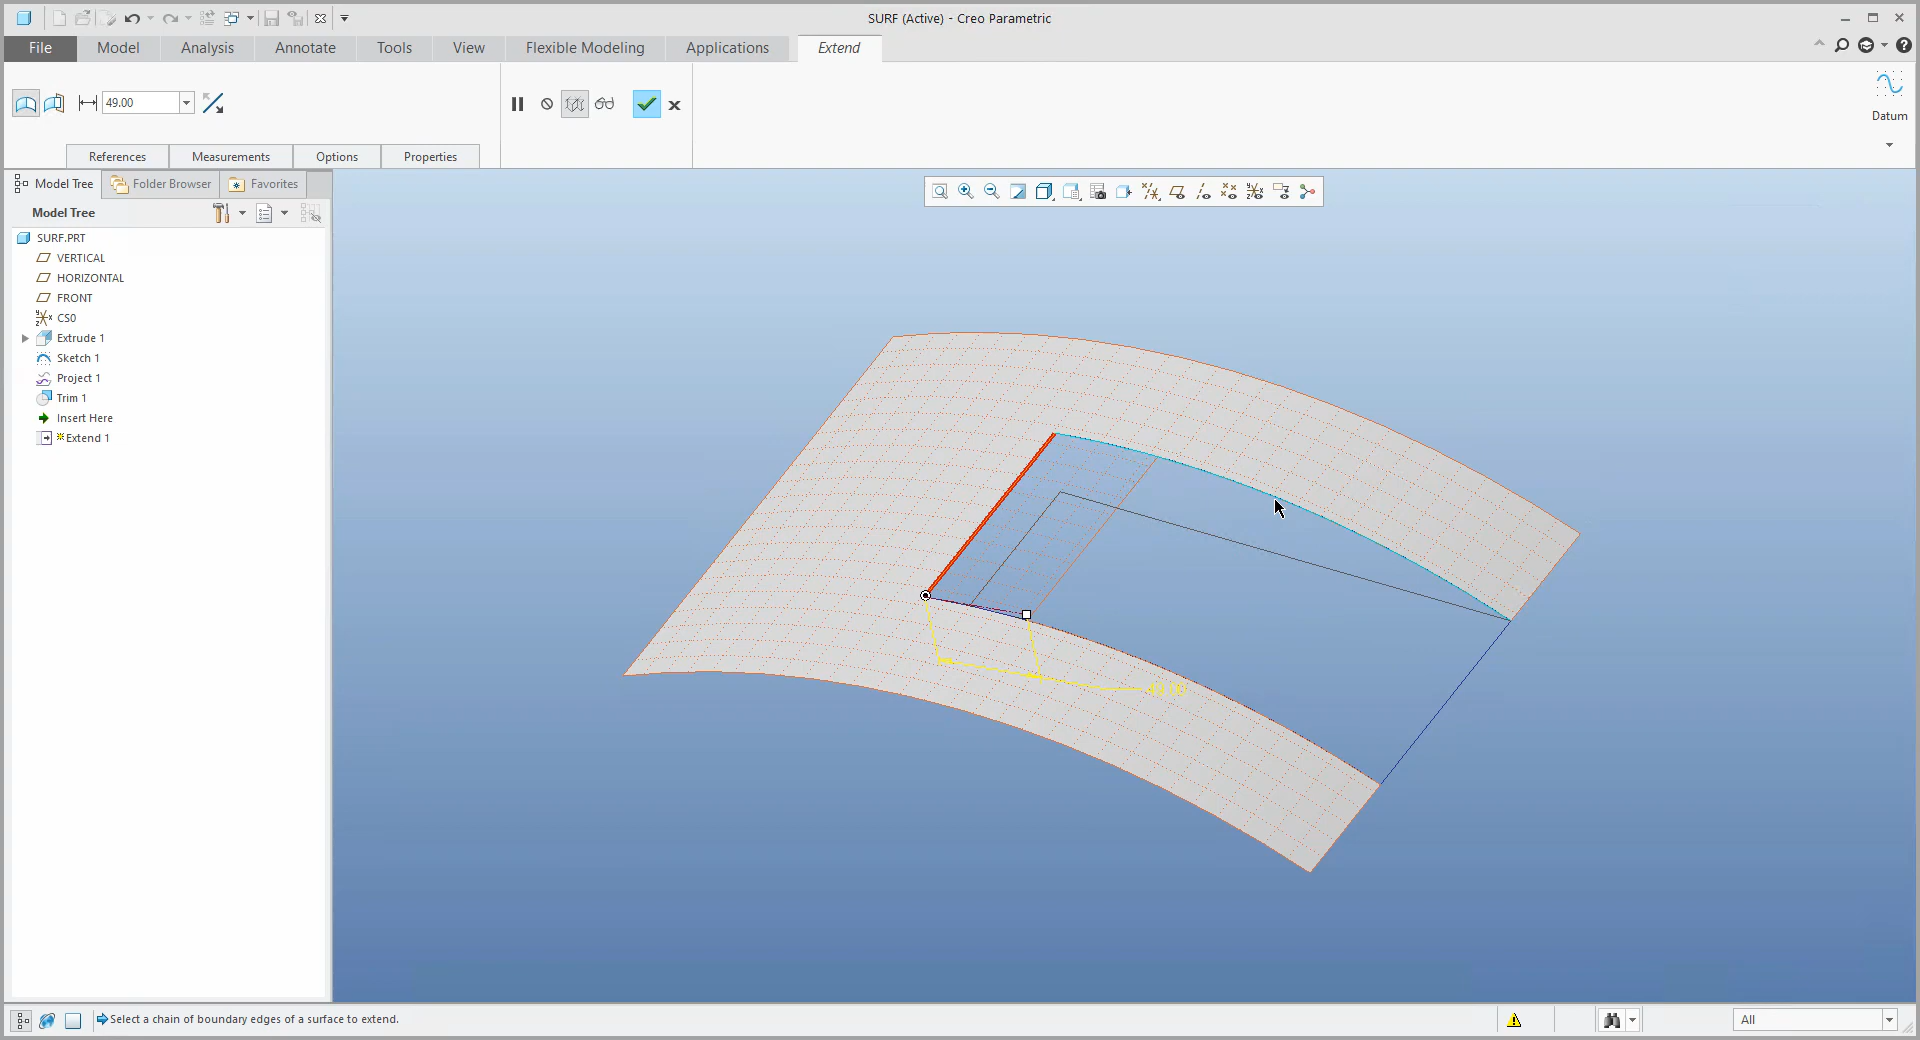 SURF (Active) - Creo Parametric
File
Model
Analysis
Annotate
Tools
View
Flexible Modeling
Applications
Extend
49.00
Datum
References
Measurements
Options
Properties
Model Tree
Folder Browser
Favorites
Model Tree
SURF.PRT
VERTICAL
HORIZONTAL
FRONT
CS0
Extrude 1
Sketch 1
Project 1
Trim 1
Insert Here
Extend 1
Select a chain of boundary edges of a surface to extend.
All